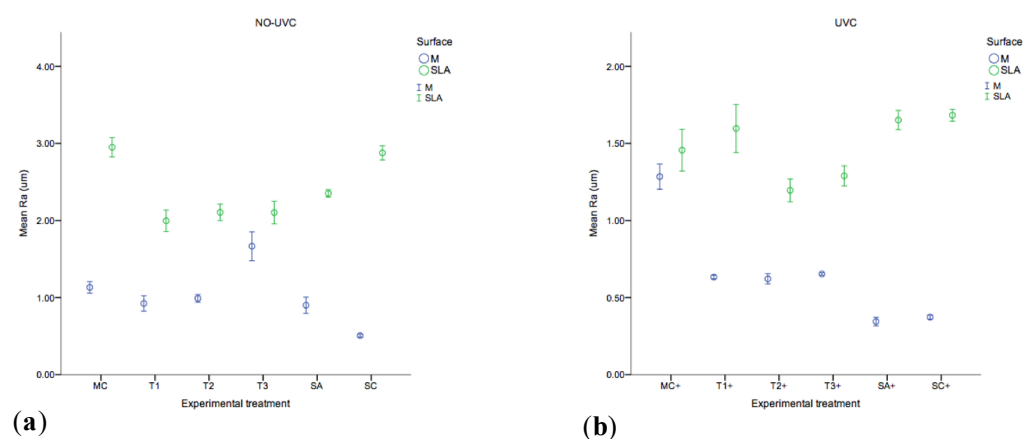 NO-UVC
Surface
M
SLA
M
SLA
4.00
3.00
2.00
1.00
0.00
Mean Ra (um)
MC T1 T2 T3 SA SC
Experimental treatment
(a)
UVC
Surface
M
SLA
M
SLA
2.00
1.50
1.00
0.50
0.00
Mean Ra (um)
MC+ T1+ T2+ T3+ SA+ SC+
Experimental treatment
(b)